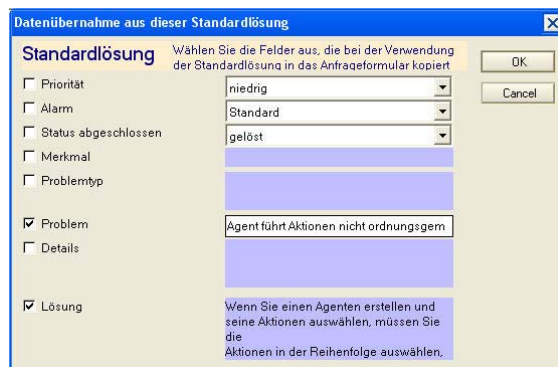 Datenübernahme aus dieser Standardlösung
Standardlösung
Wählen Sie die Felder aus, die bei der Verwendung
der Standardlösung in das Anfrageformular kopiert
OK
Cancel
Priorität
niedrig
Alarm
Standard
Status abgeschlossen
gelöst
Merkmal
Problemtyp
Problem
Agent führt Aktionen nicht ordnungsgem
Details
Lösung
Wenn Sie einen Agenten erstellen und
seine Aktionen auswählen, müssen Sie
die
Aktionen in der Reihenfolge auswählen,